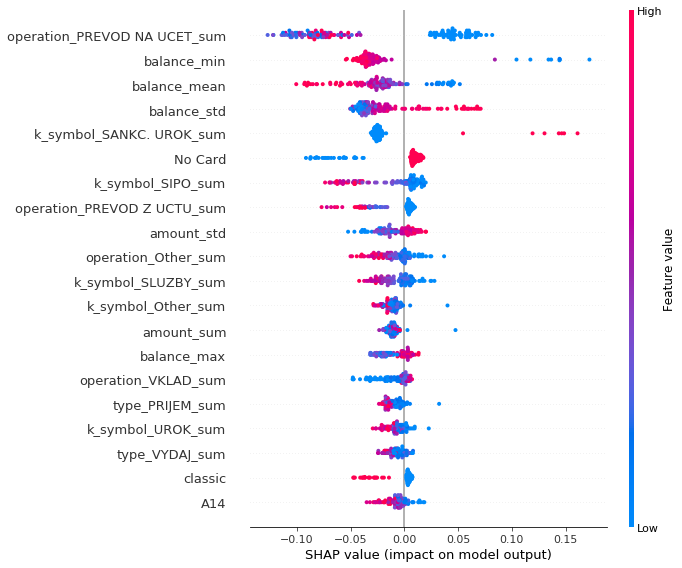 High
operation_PREVOD NA UCET_sum
balance_min
balance_mean
balance_std
k_symbol_SANKC. UROK_sum
No Card
k_symbol_SIPO_sum
operation_PREVOD Z UCTU_sum
amount_std
operation_Other_sum
k_symbol_SLUZBY_sum
k_symbol_Other_sum
amount_sum
balance_max
operation_VKLAD_sum
type_PRIJEM_sum
k_symbol_UROK_sum
type_VYDAJ_sum
classic
A14
Feature value
Low
−0.10 −0.05 0.00 0.05 0.10 0.15
SHAP value (impact on model output)